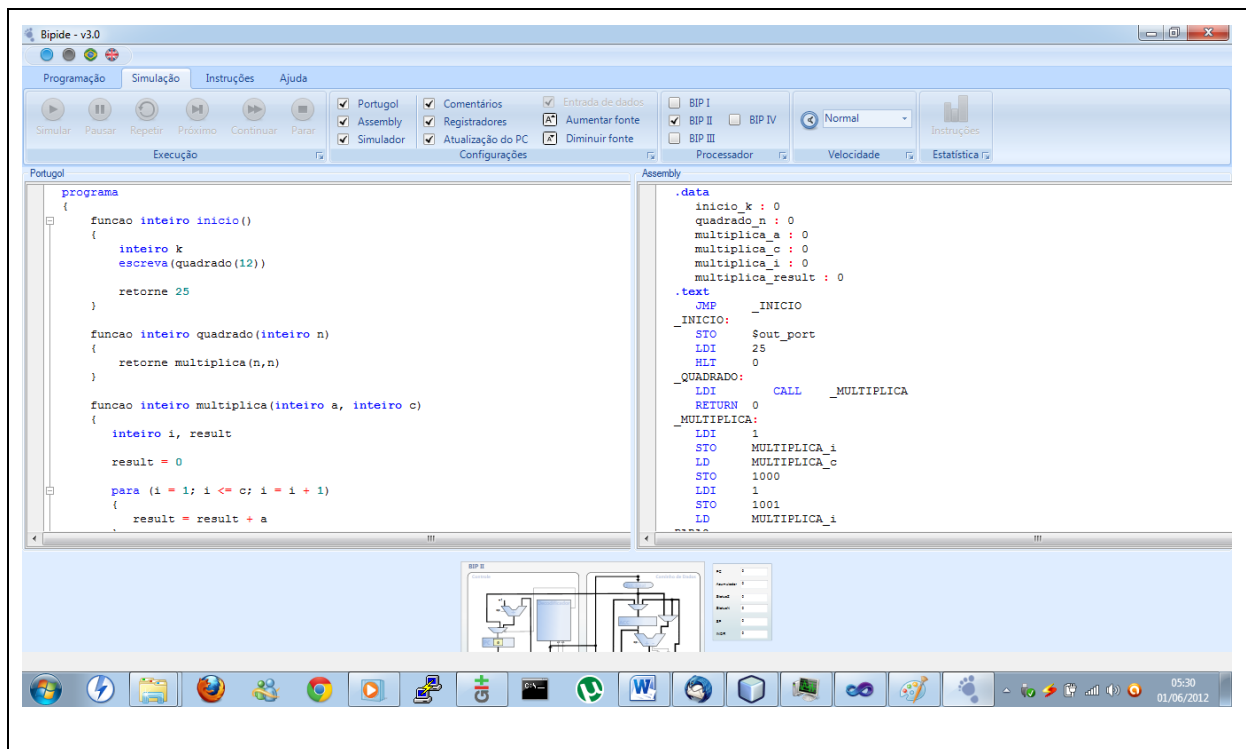 Bipide - v3.0
Programação Simulação Instruções Ajuda
Simular Pausar Repetir Próximo Continuar Parar
Execução
Portugol
Assembly
Simulador
Comentários
Registradores
Atualização do PC
Entrada de dados
Aumentar fonte
Diminuir fonte
Configurações
BIP I
BIP II BIP IV
BIP III
Processador
Normal
Velocidade
Instruções
Estatística
Portugol
programa
{
funcao inteiro inicio()
{
inteiro k
escreva(quadrado(12))
retorne 25
}
funcao inteiro quadrado(inteiro n)
{
retorne multiplica(n,n)
}
funcao inteiro multiplica(inteiro a, inteiro c)
{
inteiro i, result
result = 0
para (i = 1; i <= c; i = i + 1)
{
result = result + a
Assembly
.data
inicio_k : 0
quadrado_n : 0
multiplica_a : 0
multiplica_c : 0
multiplica_i : 0
multiplica_result : 0
.text
JMP _INICIO
_INICIO:
STO $out_port
LDI 25
HLT 0
_QUADRADO:
LDI CALL _MULTIPLICA
RETURN 0
_MULTIPLICA:
LDI 1
STO MULTIPLICA_i
LD MULTIPLICA_c
STO 1000
LDI 1
STO 1001
LD MULTIPLICA_i
BIP II
05:30
01/06/2012